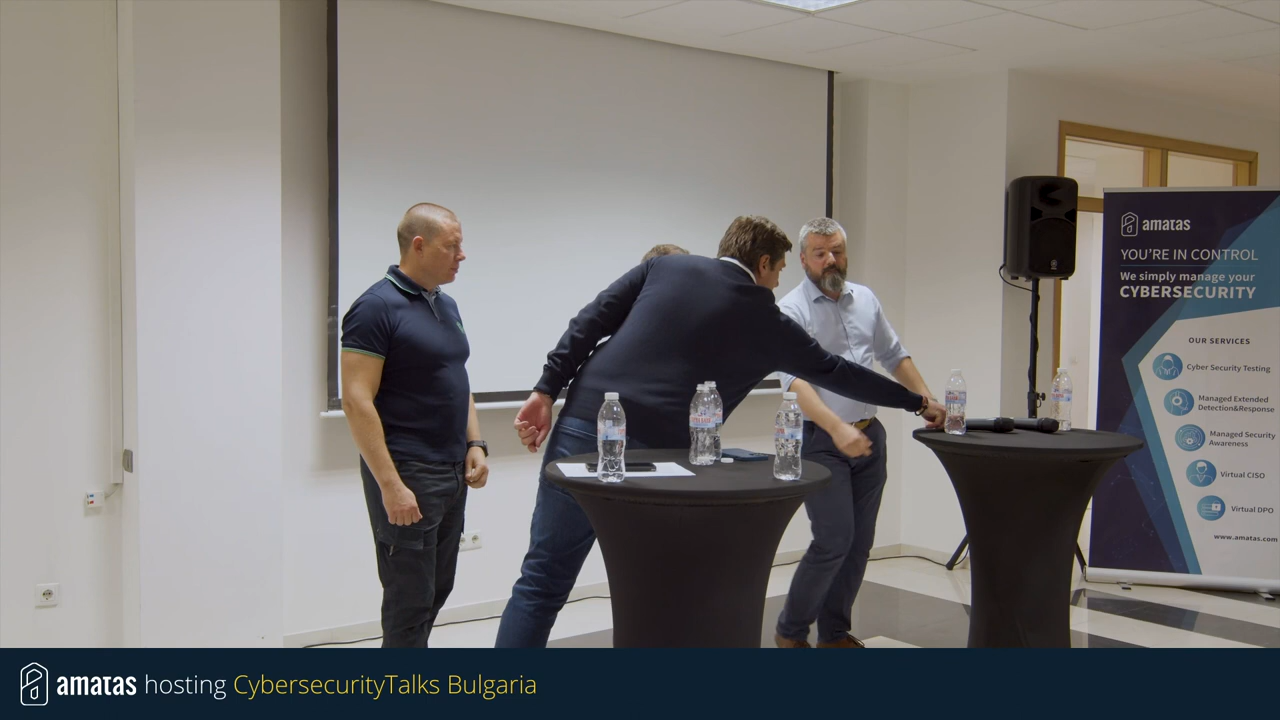 amatas
YOU'RE IN CONTROL
We simply manage your
CYBERSECURITY
OUR SERVICES
Cyber Security Testing
Managed Extended
Detection&Response
Managed Security
Awareness
Virtual CISO
Virtual DPO
www.amatas.com
amatas hosting CybersecurityTalks Bulgaria